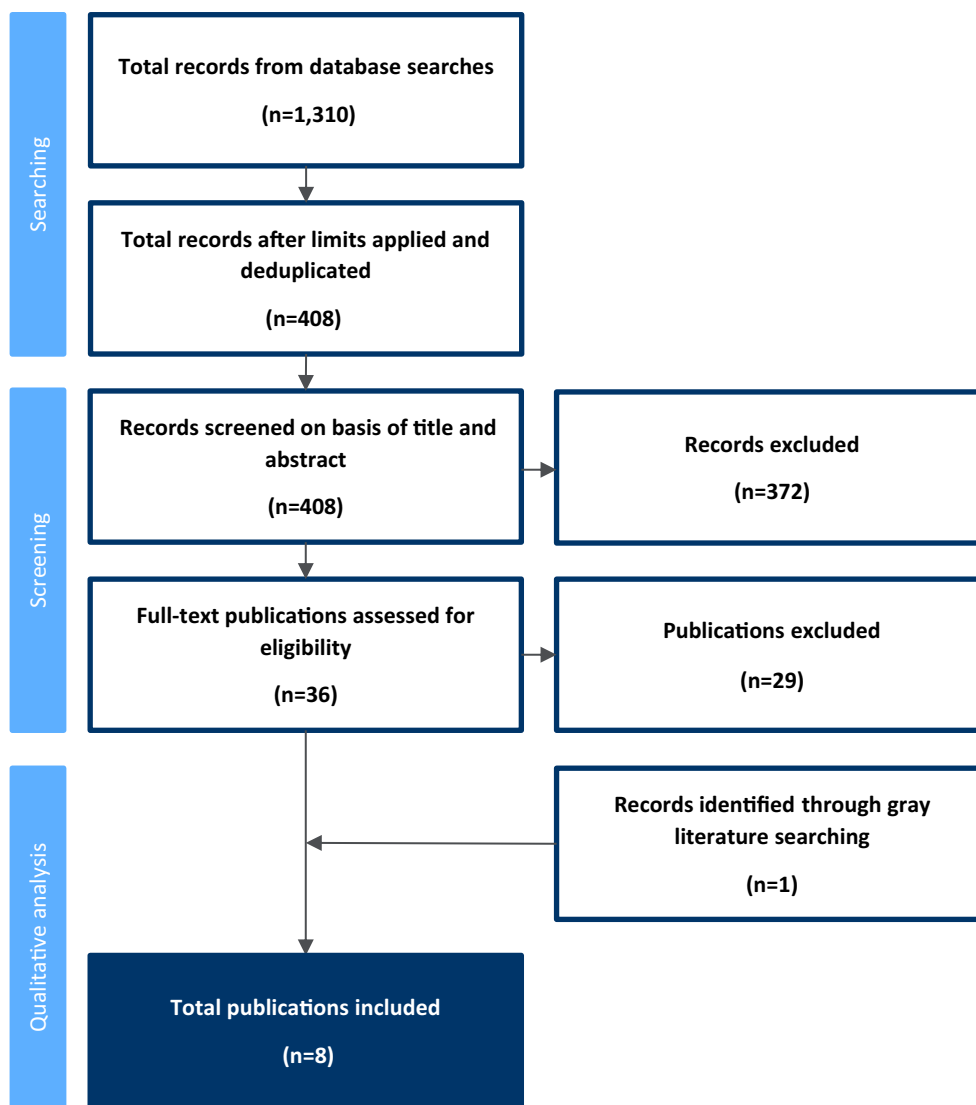 Searching
Total records from database searches
(n=1,310)
Total records after limits applied and
deduplicated
(n=408)
Screening
Records screened on basis of title and
abstract
(n=408)
Records excluded
(n=372)
Full-text publications assessed for
eligibility
(n=36)
Publications excluded
(n=29)
Qualitative analysis
Records identified through gray
literature searching
(n=1)
Total publications included
(n=8)